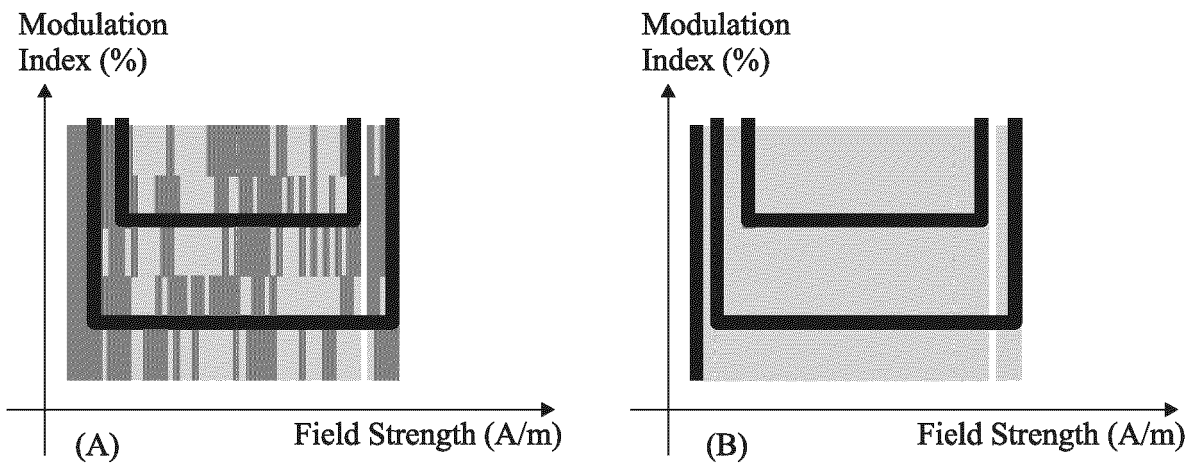 Modulation
Index (%)
Field Strength (A/m)
(A)
Modulation
Index (%)
Field Strength (A/m)
(B)